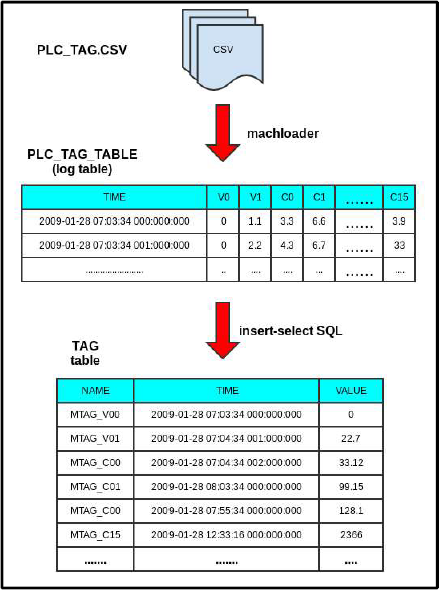 PLC_TAG.CSV
CSV
machloader
PLC_TAG_TABLE
(log table)
TIME V0 V1 C0 C1 ...... C15
2009-01-28 07:03:34 000:000:000 0 1.1 3.3 6.6 ...... 3.9
2009-01-28 07:03:34 001:000:000 0 2.2 4.3 6.7 ...... 33
....................... .. .... .... ... ...... ....
insert-select SQL
TAG
table
NAME TIME VALUE
MTAG_V00 2009-01-28 07:03:34 000:000:000 0
MTAG_V01 2009-01-28 07:04:34 001:000:000 22.7
MTAG_C00 2009-01-28 07:04:34 002:000:000 33.12
MTAG_C01 2009-01-28 08:03:34 000:000:000 99.15
MTAG_C00 2009-01-28 07:55:34 000:000:000 128.1
MTAG_C15 2009-01-28 12:33:16 000:000:000 2366
....... ....... ....